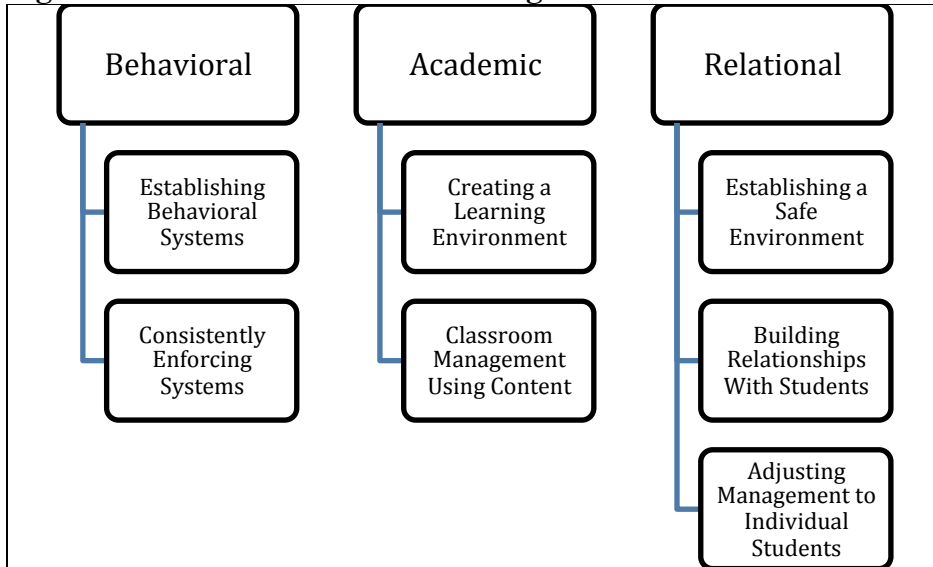 Behavioral
Establishing
Behavioral
Systems
Consistently
Enforcing
Systems
Academic
Creating a
Learning
Environment
Classroom
Management
Using Content
Relational
Establishing a
Safe
Environment
Building
Relationships
With Students
Adjusting
Management to
Individual
Students